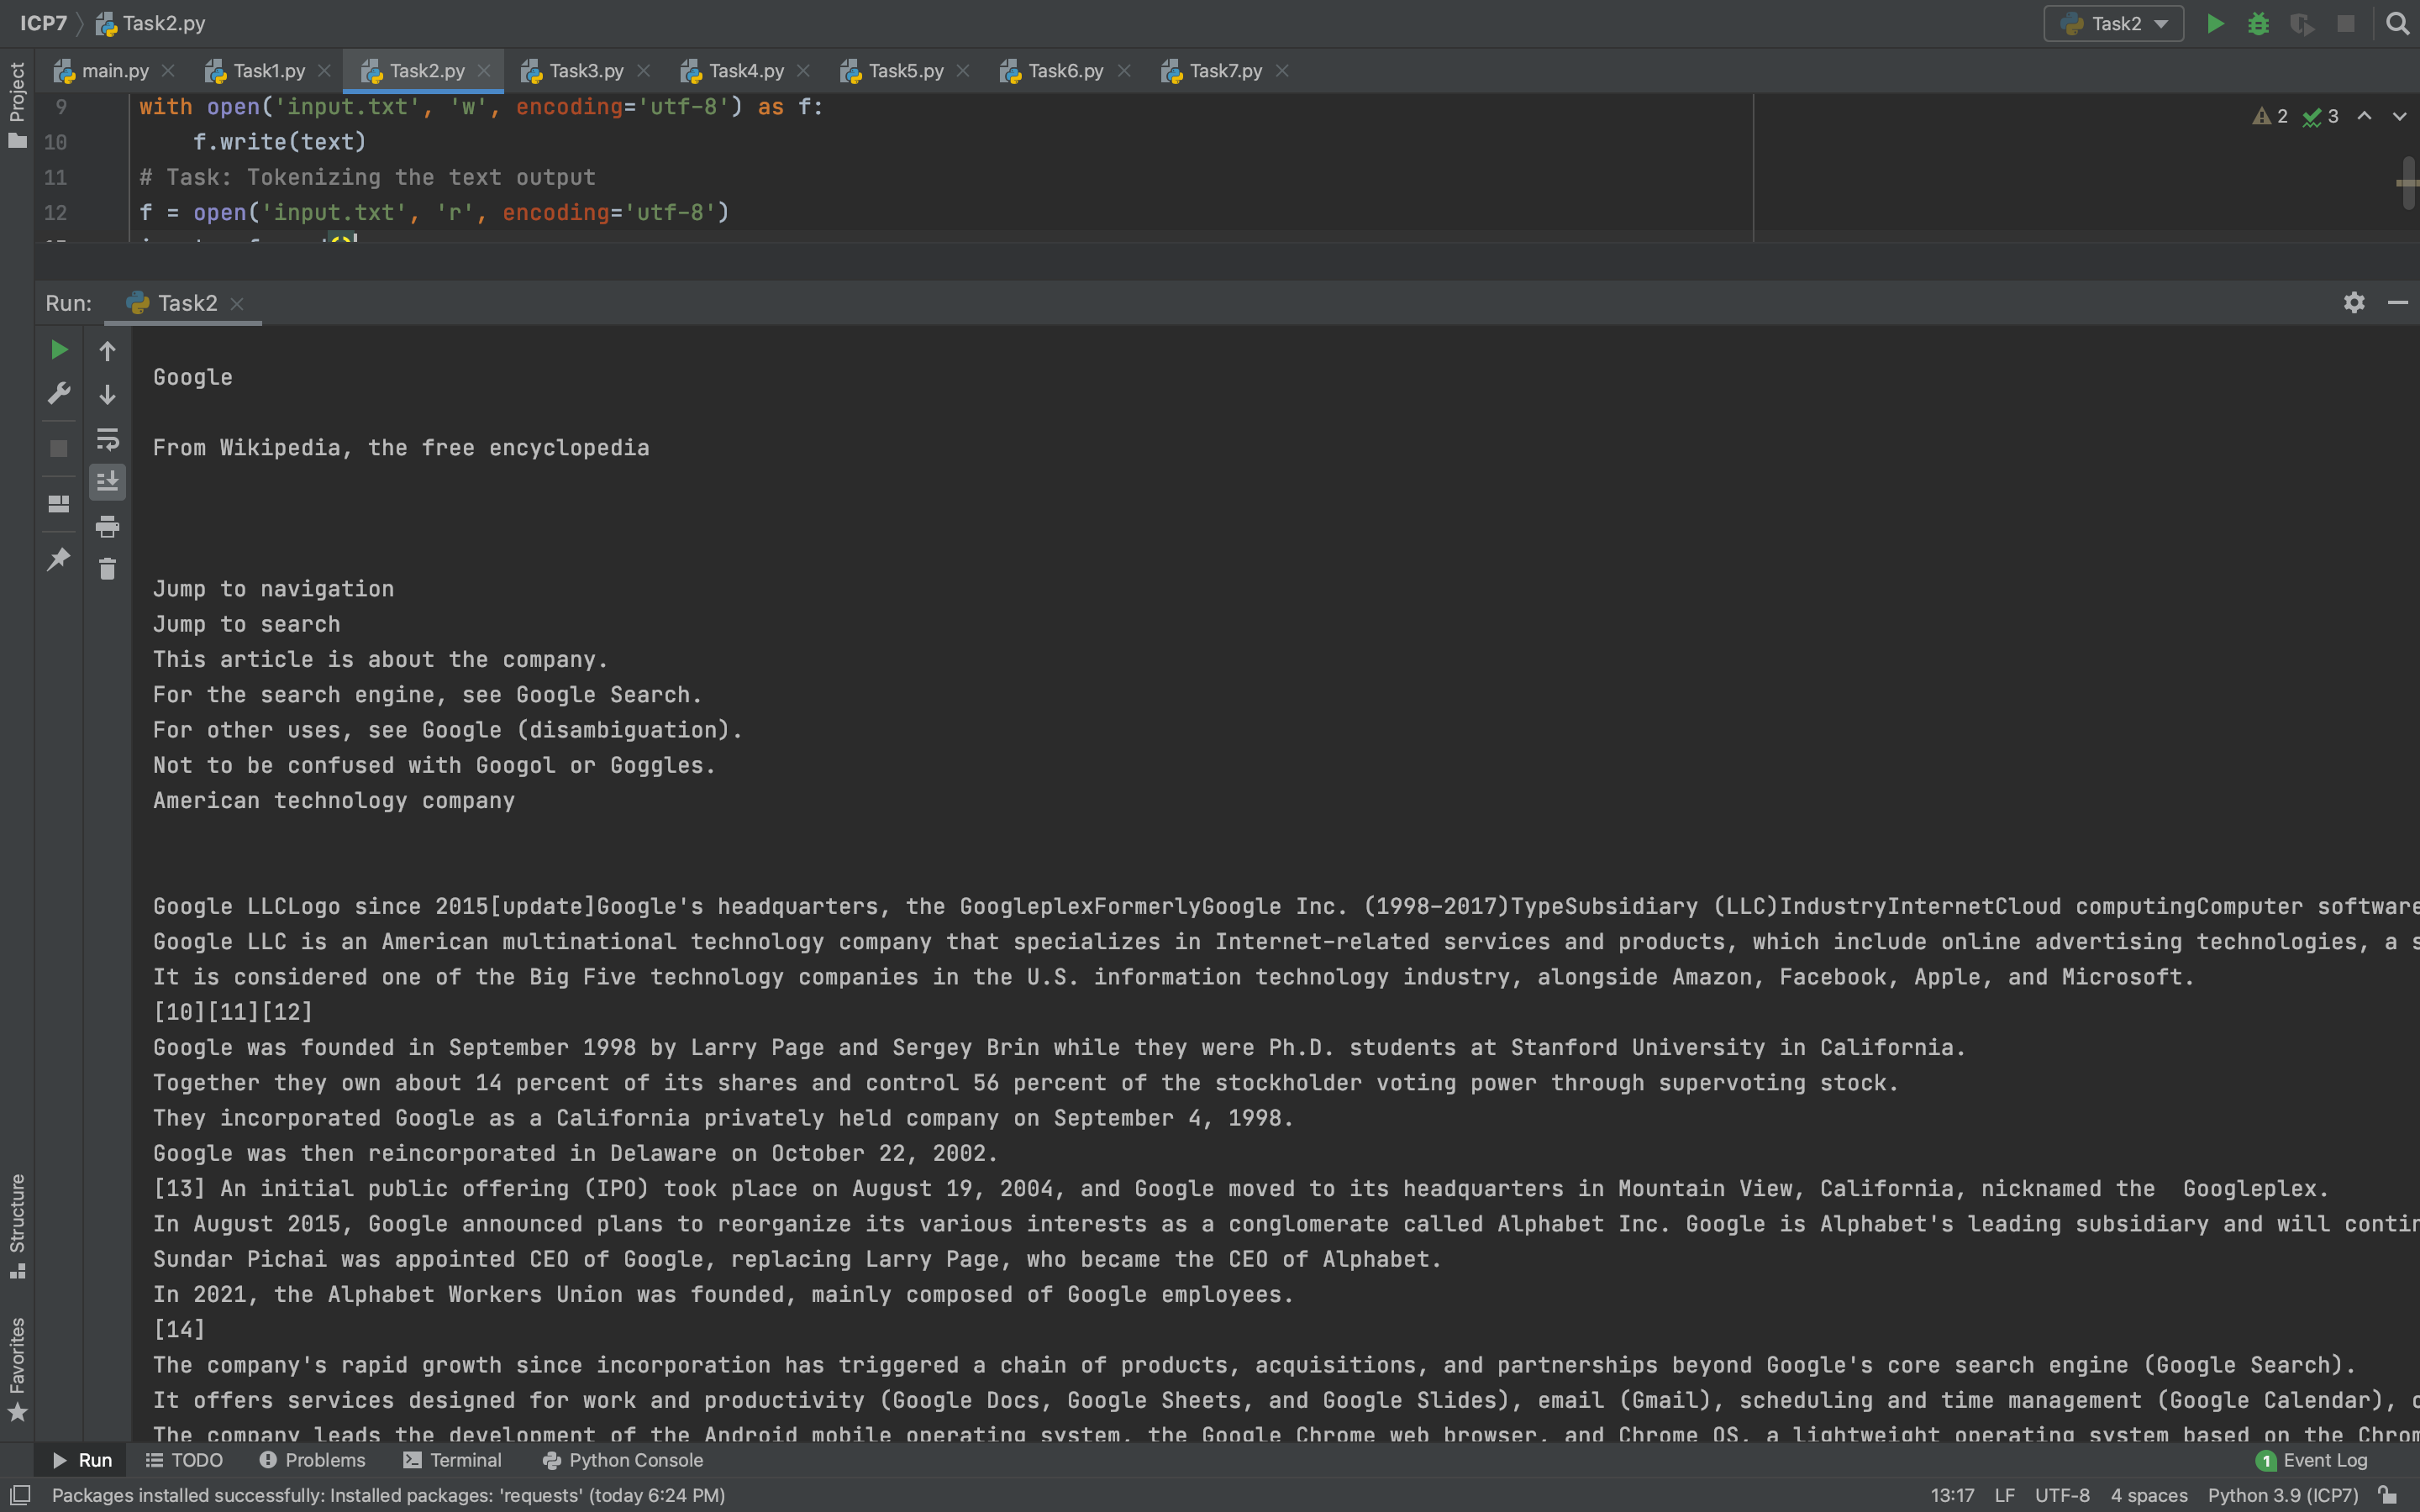 ICP7 Task2.py Task2
main.py Task1.py Task2.py Task3.py Task4.py Task5.py Task6.py Task7.py
Project
9 with open('input.txt', 'w', encoding='utf-8') as f:
2 3
10 f.write(text)
11 # Task: Tokenizing the text output
12 f = open('input.txt', 'r', encoding='utf-8')
Run: Task2
Google
From Wikipedia, the free encyclopedia
Jump to navigation
Jump to search
This article is about the company.
For the search engine, see Google Search.
For other uses, see Google (disambiguation).
Not to be confused with Googol or Goggles.
American technology company
Google LLCLogo since 2015[update]Google's headquarters, the GoogleplexFormerlyGoogle Inc. (1998-2017)TypeSubsidiary (LLC)IndustryInternetCloud computingComputer software
Google LLC is an American multinational technology company that specializes in Internet-related services and products, which include online advertising technologies, a s
It is considered one of the Big Five technology companies in the U.S. information technology industry, alongside Amazon, Facebook, Apple, and Microsoft.
[10][11][12]
Google was founded in September 1998 by Larry Page and Sergey Brin while they were Ph.D. students at Stanford University in California.
Together they own about 14 percent of its shares and control 56 percent of the stockholder voting power through supervoting stock.
They incorporated Google as a California privately held company on September 4, 1998.
Google was then reincorporated in Delaware on October 22, 2002.
[13] An initial public offering (IPO) took place on August 19, 2004, and Google moved to its headquarters in Mountain View, California, nicknamed the  Googleplex.
In August 2015, Google announced plans to reorganize its various interests as a conglomerate called Alphabet Inc. Google is Alphabet's leading subsidiary and will contin
Sundar Pichai was appointed CEO of Google, replacing Larry Page, who became the CEO of Alphabet.
In 2021, the Alphabet Workers Union was founded, mainly composed of Google employees.
[14]
The company's rapid growth since incorporation has triggered a chain of products, acquisitions, and partnerships beyond Google's core search engine (Google Search).
It offers services designed for work and productivity (Google Docs, Google Sheets, and Google Slides), email (Gmail), scheduling and time management (Google Calendar), c
The company leads the development of the Android mobile operating system, the Google Chrome web browser, and Chrome OS, a lightweight operating system based on the Chrom
Structure
Favorites
Run TODO Problems Terminal Python Console 1 Event Log
Packages installed successfully: Installed packages: 'requests' (today 6:24 PM) 13:17 LF UTF-8 4 spaces Python 3.9 (ICP7)